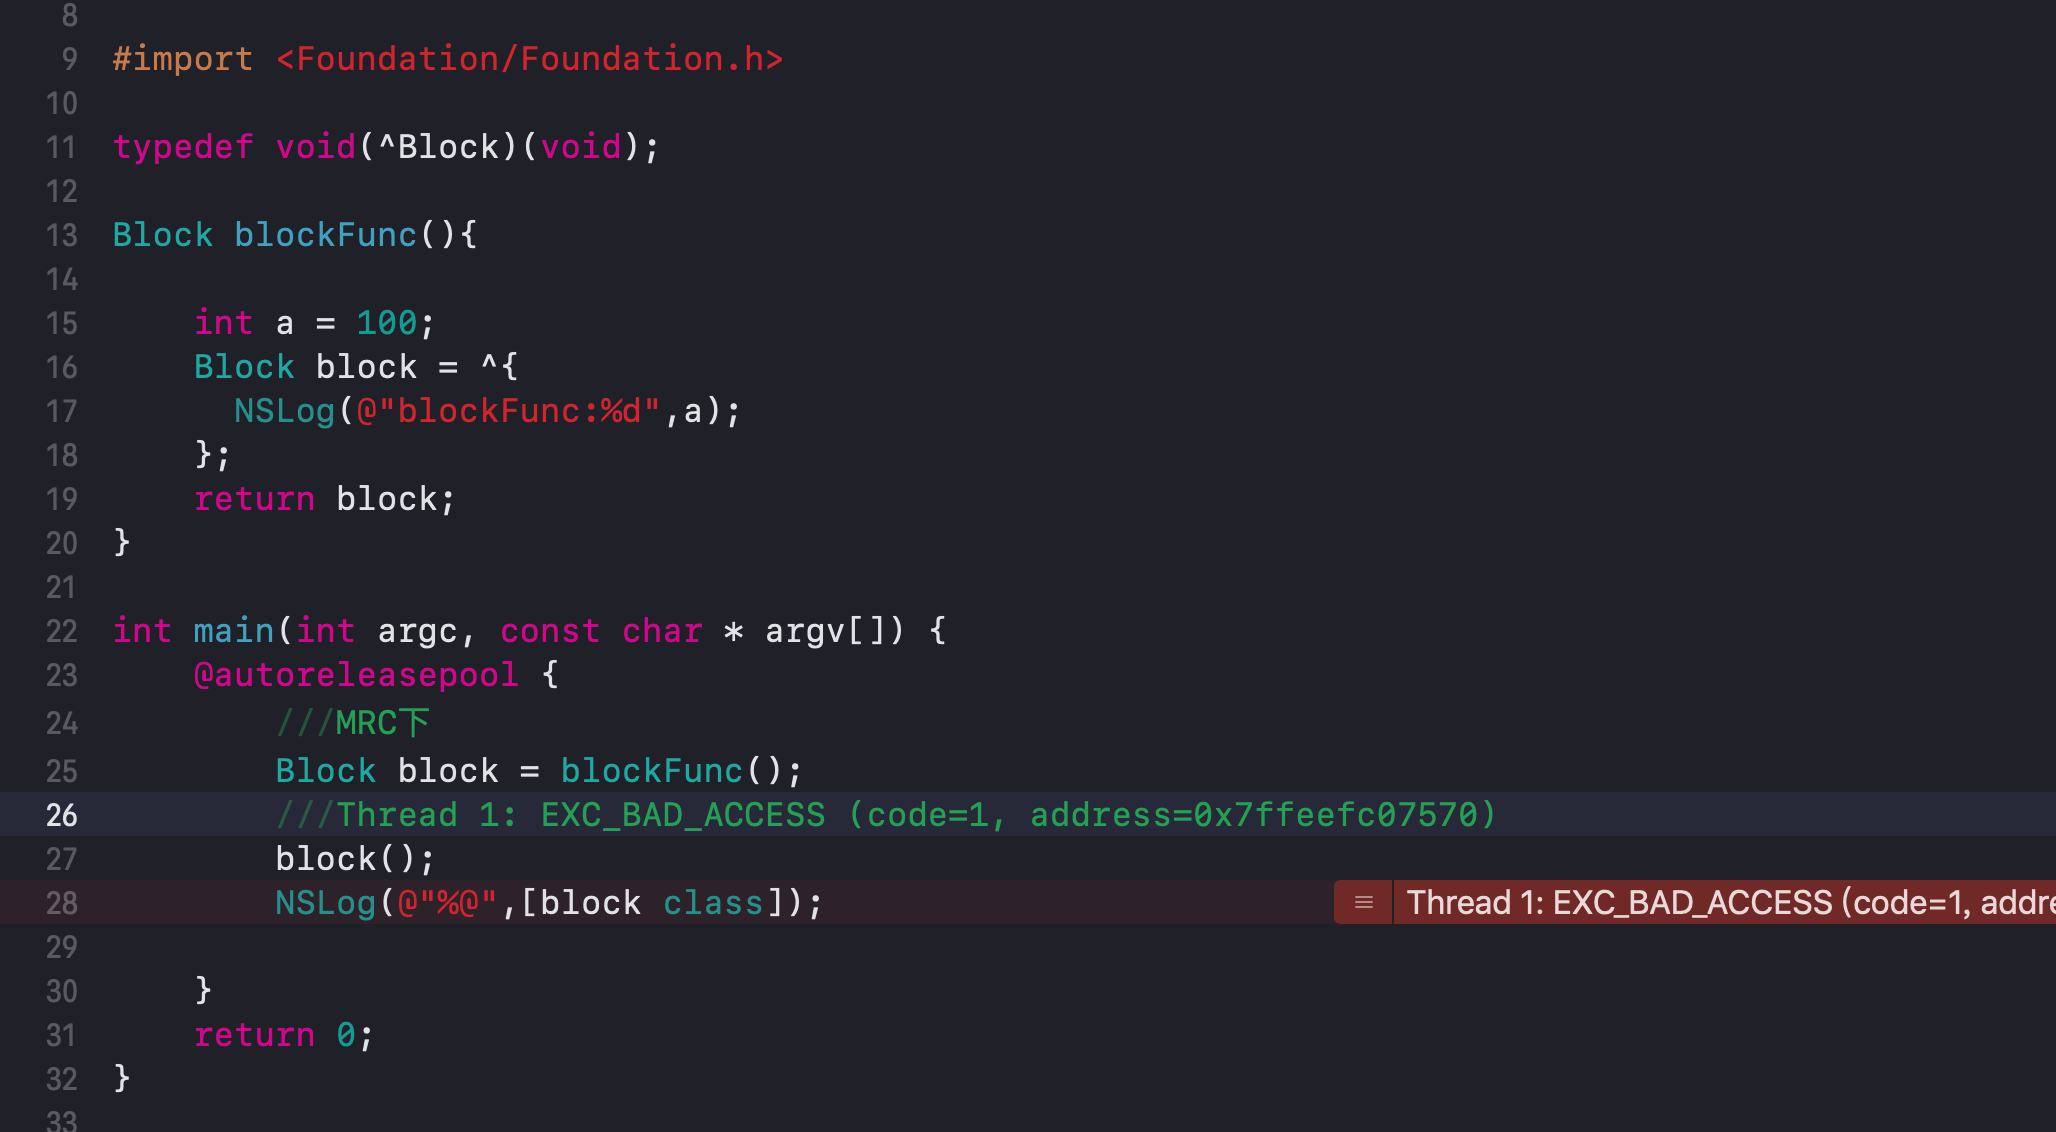 8
9 #import <Foundation/Foundation.h>
10
11 typedef void(^Block)(void);
12
13 Block blockFunc(){
14
15     int a = 100;
16     Block block = ^{
17       NSLog(@"blockFunc:%d",a);
18     };
19     return block;
20 }
21
22 int main(int argc, const char * argv[]) {
23     @autoreleasepool {
24         ///MRC下
25         Block block = blockFunc();
26         ///Thread 1: EXC_BAD_ACCESS (code=1, address=0x7ffeefc07570)
27         block();
28         NSLog(@"%@",[block class]); Thread 1: EXC_BAD_ACCESS (code=1, addre
29
30     }
31     return 0;
32 }
33